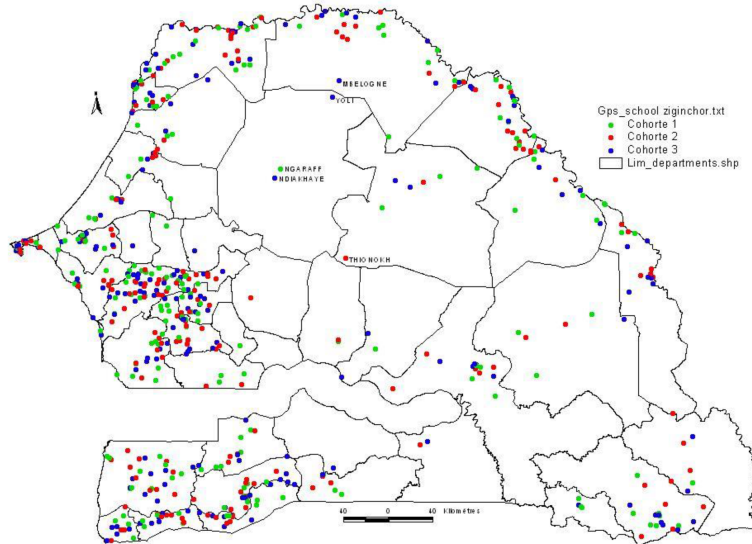 MBELOGNE
YOLI
Gps_school ziginchor.txt
Cohorte 1
Cohorte 2
Cohorte 3
Lim_departments.shp
NGARAFF
NDIAKHAYE
THIONOKH
40 0 40 Kilometres